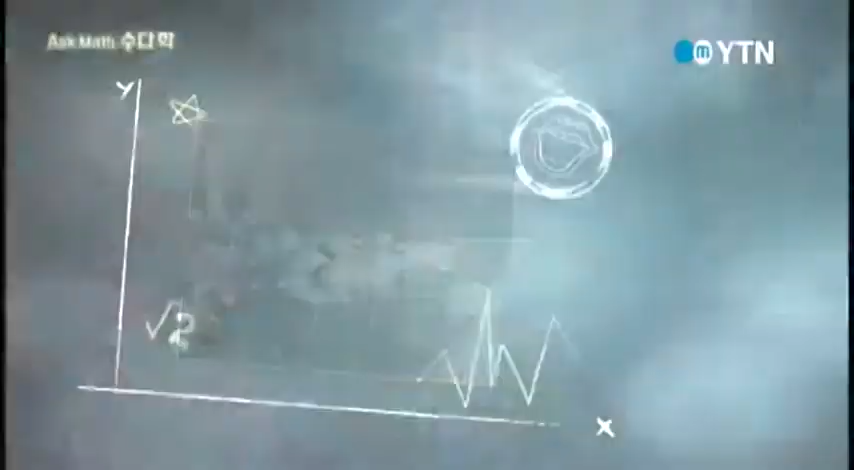 Ask Math 수다학
m YTN
Y
√2
X